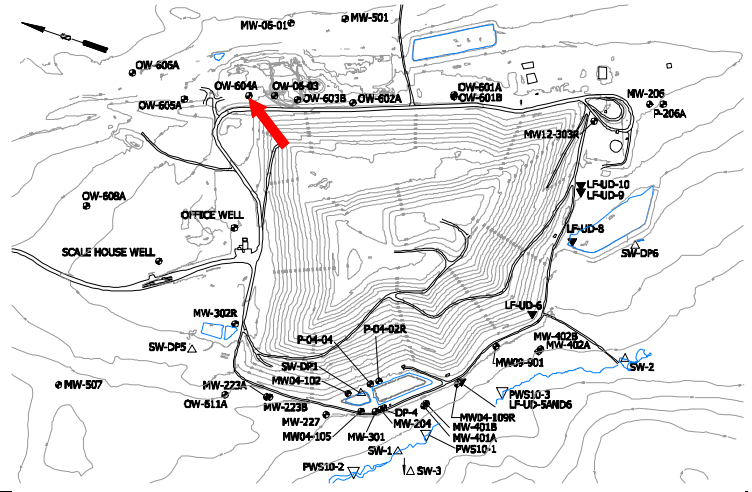 MW-501
MW-06-01
OW-606A
OW-604A
OW-06-03
OW-601A
OW-601B
OW-605A
OW-603B
OW-602A
MW-206
P-206A
MW12-303R
LF-UD-10
LF-UD-9
OW-608A
OFFICE WELL
LF-UD-8
SCALE HOUSE WELL
SW-DP6
LF-UD-6
MW-302R
P-04-02R
P-04-04
MW-402B
MW-402A
SW-DP5
SW-DP1
MW09-901
SW-2
MW04-102
MW-507
MW-223A
PWS10-3
OW-611A
MW-223B
LF-UD-5AND6
MW-227
DP-4
MW04-109R
MW-204
MW-401B
MW04-105
MW-301
MW-401A
SW-1
PWS10-1
PWS10-2
SW-3